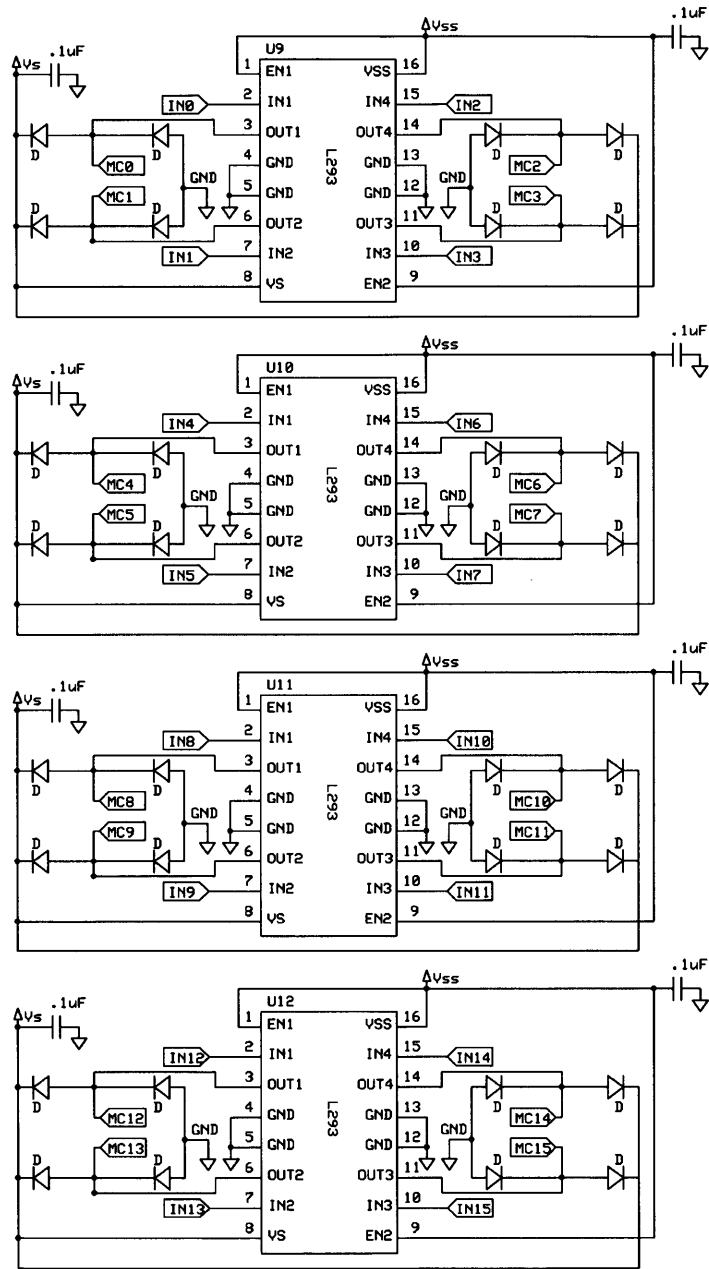 Vss
.1uF
Vs .1uF
U9
1 EN1 VSS 16
IN0 2 IN1 IN4 15 IN2
3 OUT1 OUT4 14
D D D D
MC0 4 GND GND 13 MC2
GND L293 GND
MC1 5 GND GND 12 MC3
D D D D
6 OUT2 OUT3 11
IN1 7 IN2 IN3 10 IN3
8 VS EN2 9
Vss
.1uF
Vs .1uF
U10
1 EN1 VSS 16
IN4 2 IN1 IN4 15 IN6
3 OUT1 OUT4 14
D D D D
MC4 4 GND GND 13 MC6
GND L293 GND
MC5 5 GND GND 12 MC7
D D D D
6 OUT2 OUT3 11
IN5 7 IN2 IN3 10 IN7
8 VS EN2 9
Vss
.1uF
Vs .1uF
U11
1 EN1 VSS 16
IN8 2 IN1 IN4 15 IN10
3 OUT1 OUT4 14
D D D D
MC8 4 GND GND 13 MC10
GND L293 GND
MC9 5 GND GND 12 MC11
D D D D
6 OUT2 OUT3 11
IN9 7 IN2 IN3 10 IN11
8 VS EN2 9
Vss
.1uF
Vs .1uF
U12
1 EN1 VSS 16
IN12 2 IN1 IN4 15 IN14
3 OUT1 OUT4 14
D D D D
MC12 4 GND GND 13 MC14
GND L293 GND
MC13 5 GND GND 12 MC15
D D D D
6 OUT2 OUT3 11
IN13 7 IN2 IN3 10 IN15
8 VS EN2 9